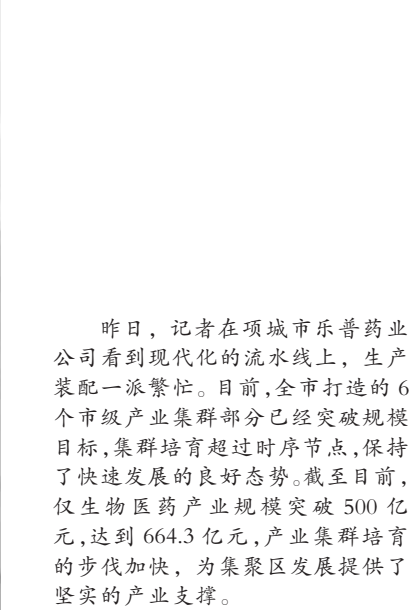 昨日，记者在项城市乐普药业
公司看到现代化的流水线上，生产
装配一派繁忙。目前，全市打造的 6
个市级产业集群部分已经突破规模
目标，集群培育超过时序节点，保持
了快速发展的良好态势。截至目前，
仅生物医药产业规模突破 500 亿
元，达到 664.3 亿元，产业集群培育
的步伐加快，为集聚区发展提供了
坚实的产业支撑。